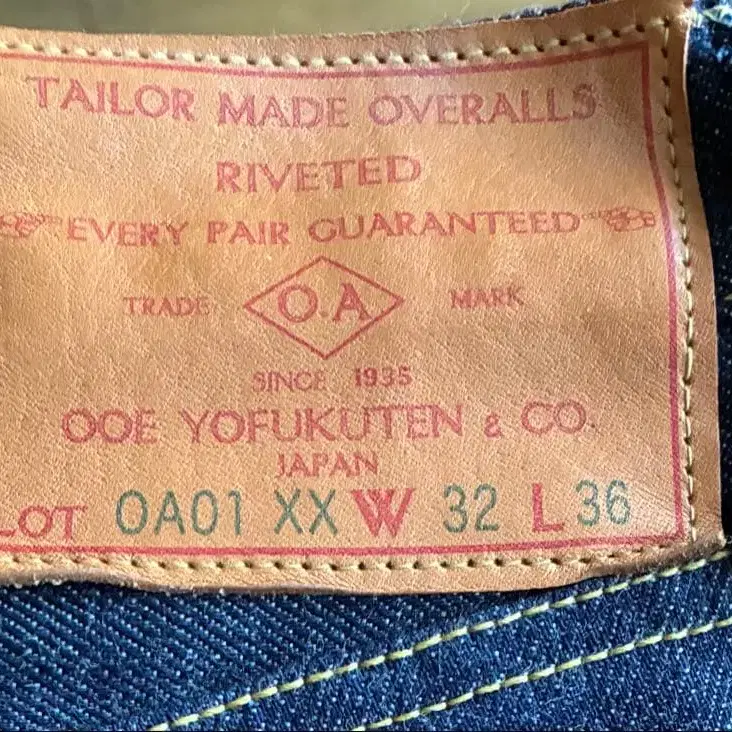 TAILOR MADE OVERALLS
RIVETED
EVERY PAIR GUARANTEED
TRADE O.A MARK
SINCE 1935
OOE YOFUKUTEN & CO.
JAPAN
LOT OA01 XX W 32 L 36